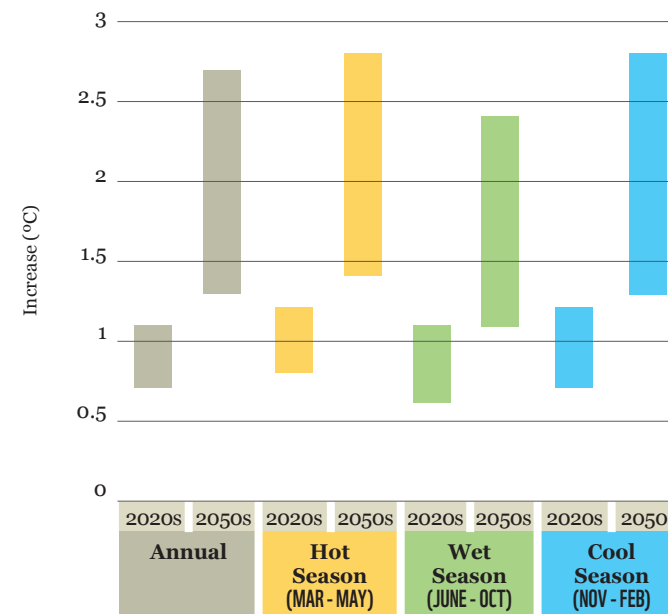 3
2.5
2
1.5
1
0.5
0
Increase (ºC)
2020s 2050s 2020s 2050s 2020s 2050s 2020s 2050
Annual
Hot
Season
(MAR - MAY)
Wet
Season
(JUNE - OCT)
Cool
Season
(NOV - FEB)